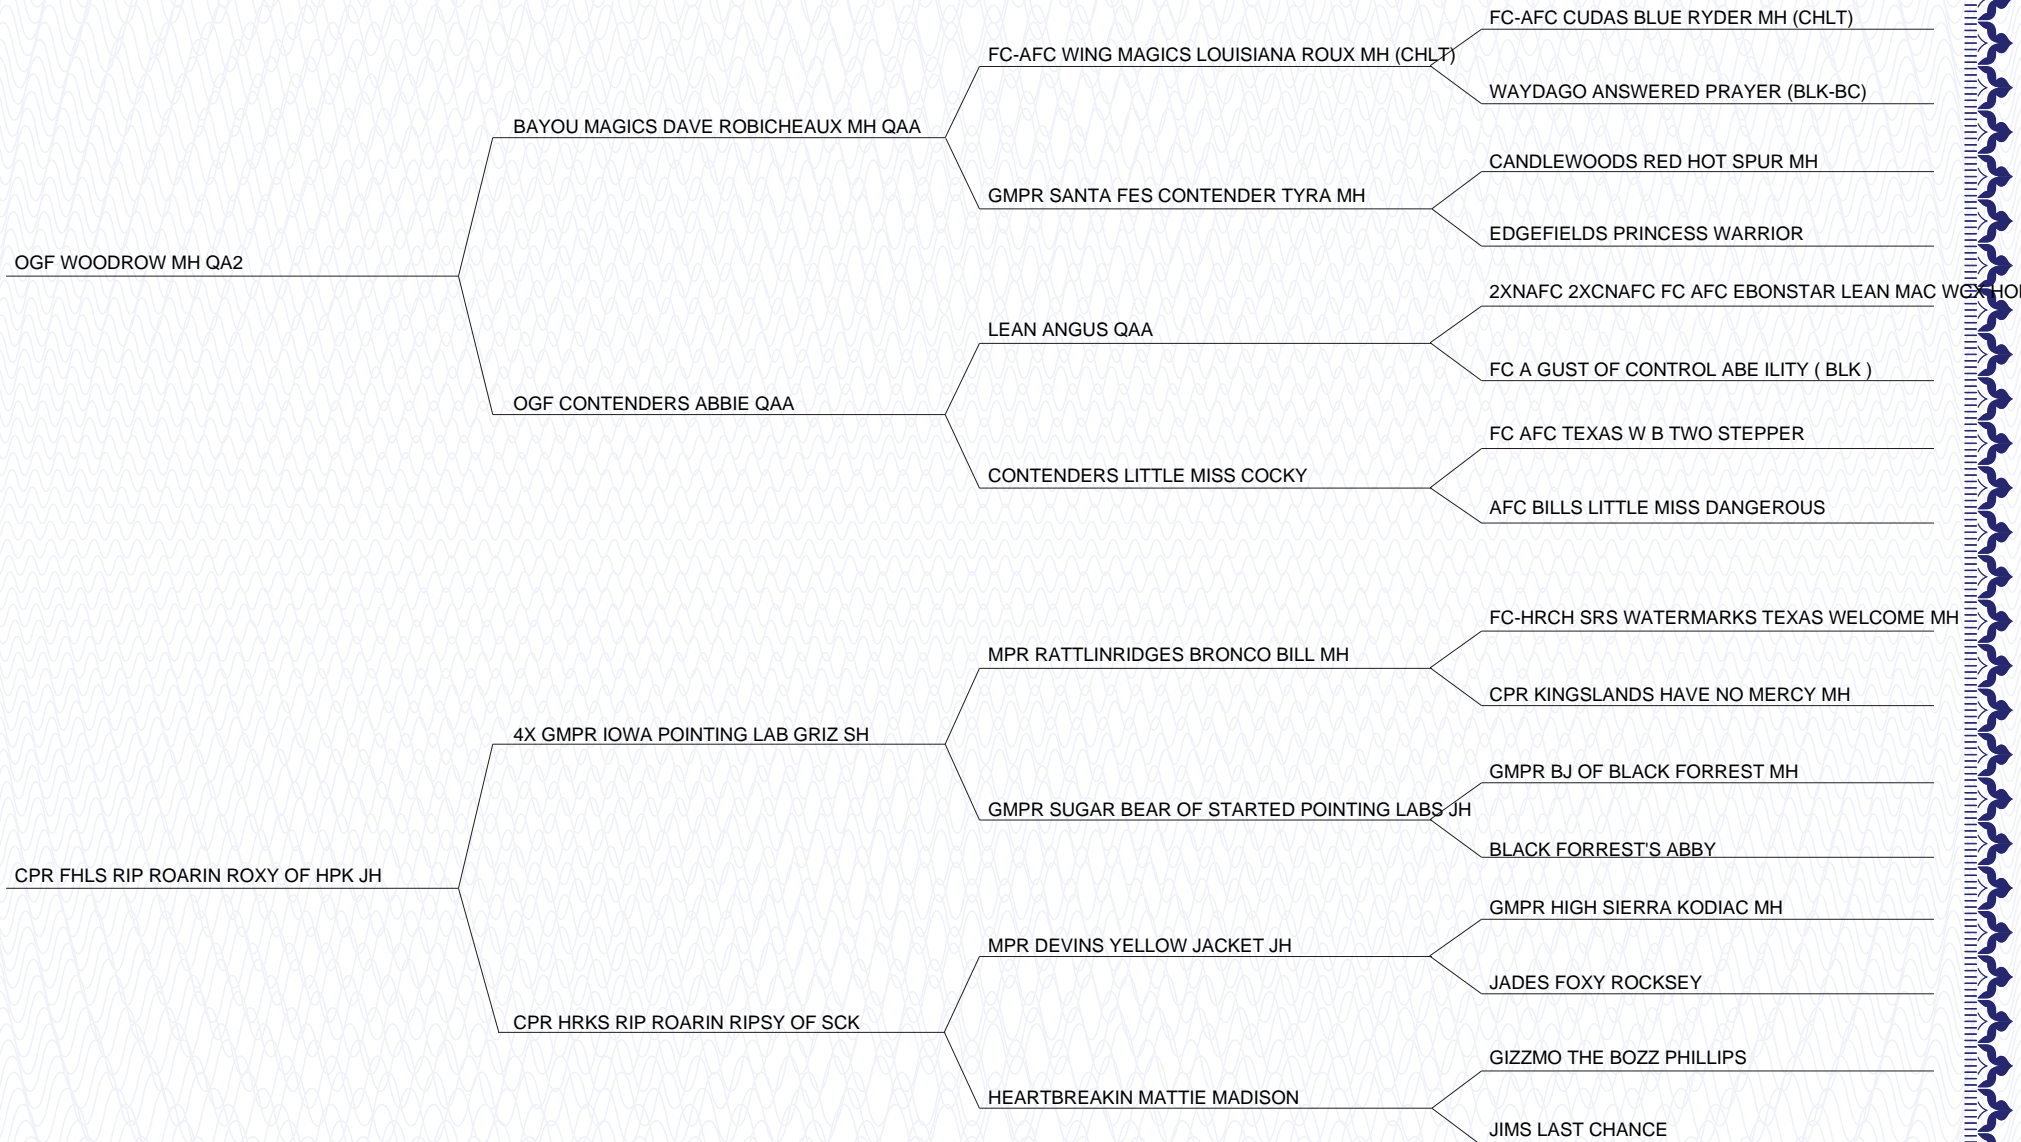 FC-AFC CUDAS BLUE RYDER MH (CHLT)
FC-AFC WING MAGICS LOUISIANA ROUX MH (CHLT)
WAYDAGO ANSWERED PRAYER (BLK-BC)
BAYOU MAGICS DAVE ROBICHEAUX MH QAA
CANDLEWOODS RED HOT SPUR MH
GMPR SANTA FES CONTENDER TYRA MH
EDGEFIELDS PRINCESS WARRIOR
OGF WOODROW MH QA2
2XNAFC 2XCNAFC FC AFC EBONSTAR LEAN MAC WCX
LEAN ANGUS QAA
FC A GUST OF CONTROL ABE ILITY ( BLK )
OGF CONTENDERS ABBIE QAA
FC AFC TEXAS W B TWO STEPPER
CONTENDERS LITTLE MISS COCKY
AFC BILLS LITTLE MISS DANGEROUS
FC-HRCH SRS WATERMARKS TEXAS WELCOME MH
MPR RATTLINRIDGES BRONCO BILL MH
CPR KINGSLANDS HAVE NO MERCY MH
4X GMPR IOWA POINTING LAB GRIZ SH
GMPR BJ OF BLACK FORREST MH
GMPR SUGAR BEAR OF STARTED POINTING LABS JH
BLACK FORREST'S ABBY
CPR FHLS RIP ROARIN ROXY OF HPK JH
GMPR HIGH SIERRA KODIAC MH
MPR DEVINS YELLOW JACKET JH
JADES FOXY ROCKSEY
CPR HRKS RIP ROARIN RIPSY OF SCK
GIZZMO THE BOZZ PHILLIPS
HEARTBREAKIN MATTIE MADISON
JIMS LAST CHANCE